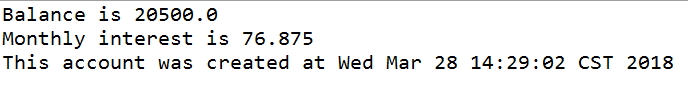 Balance is 20500.0
Monthly interest is 76.875
This account was created at Wed Mar 28 14:29:02 CST 2018